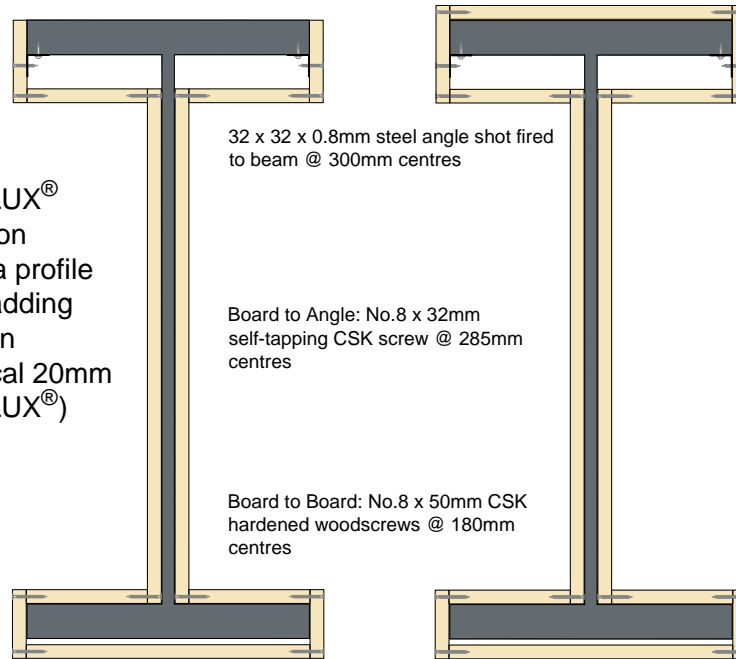 UX®
on
a profile
adding
n
cal 20mm
UX®)
32 x 32 x 0.8mm steel angle shot fired
to beam @ 300mm centres
Board to Angle: No.8 x 32mm
self-tapping CSK screw @ 285mm
centres
Board to Board: No.8 x 50mm CSK
hardened woodscrews @ 180mm
centres